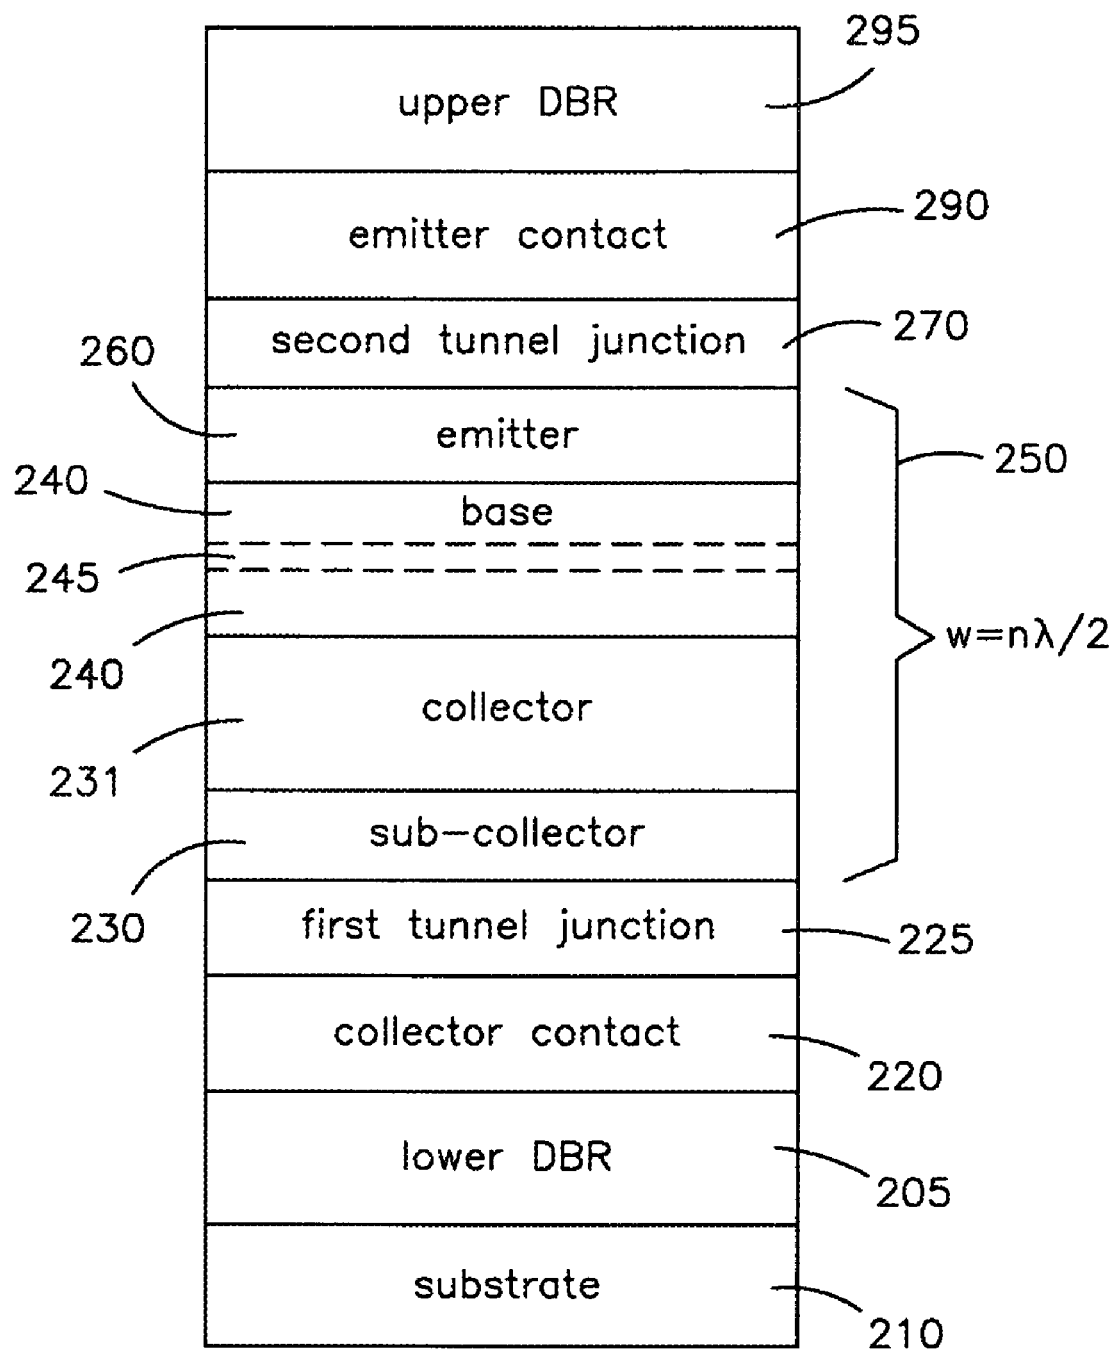 295
upper DBR
290
emitter contact
270
second tunnel junction
260
emitter
250
240
base
245
w=nλ/2
240
collector
231
sub-collector
230
first tunnel junction
225
collector contact
220
lower DBR
205
substrate
210